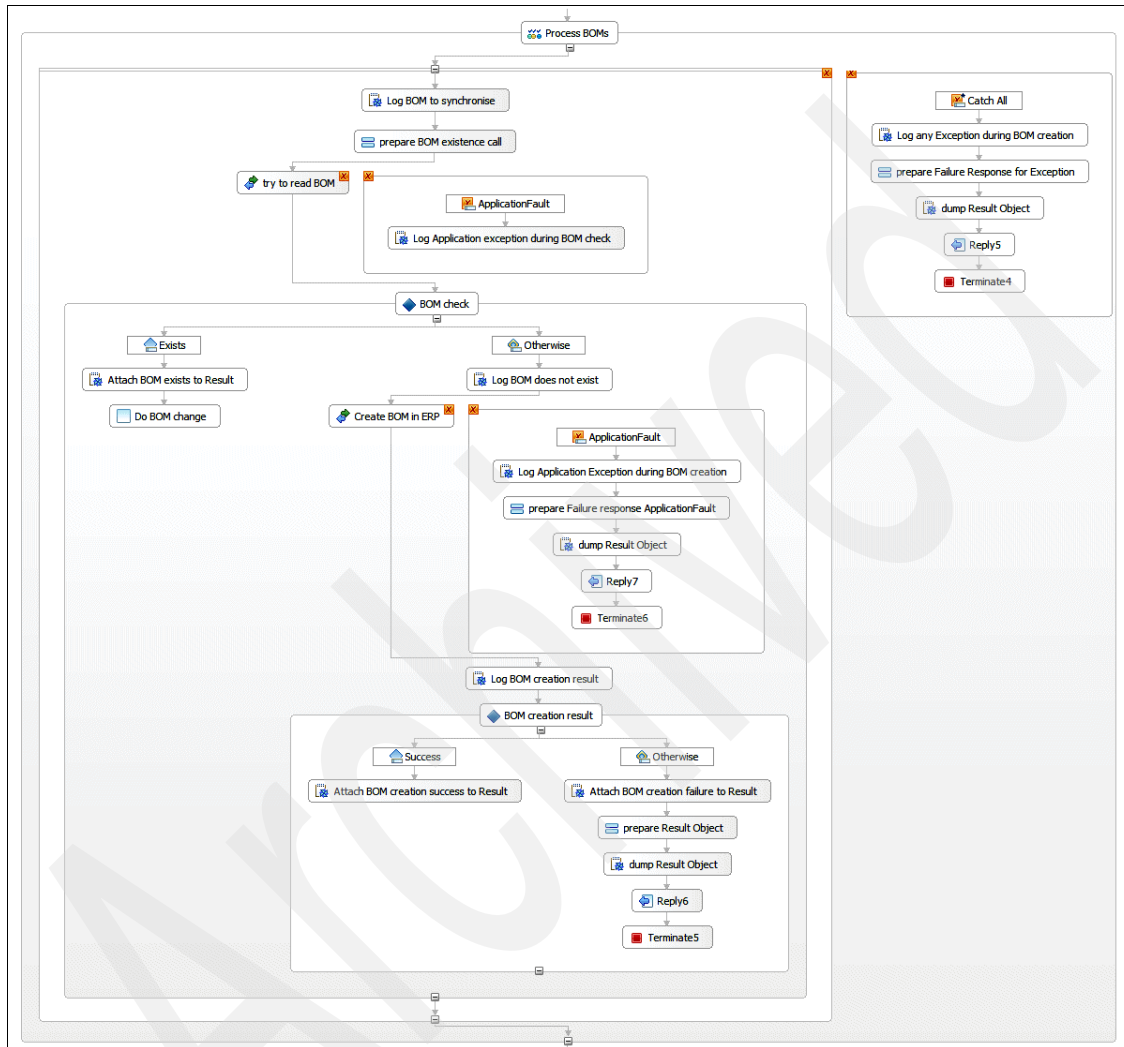 Process BOMs
Log BOM to synchronise
prepare BOM existence call
try to read BOM
ApplicationFault
Log Application exception during BOM check
Catch All
Log any Exception during BOM creation
prepare Failure Response for Exception
dump Result Object
Reply5
Terminate4
BOM check
Exists
Attach BOM exists to Result
Do BOM change
Otherwise
Log BOM does not exist
Create BOM in ERP
ApplicationFault
Log Application Exception during BOM creation
prepare Failure response ApplicationFault
dump Result Object
Reply7
Terminate6
Log BOM creation result
BOM creation result
Success
Attach BOM creation success to Result
Otherwise
Attach BOM creation failure to Result
prepare Result Object
dump Result Object
Reply6
Terminate5
Archived